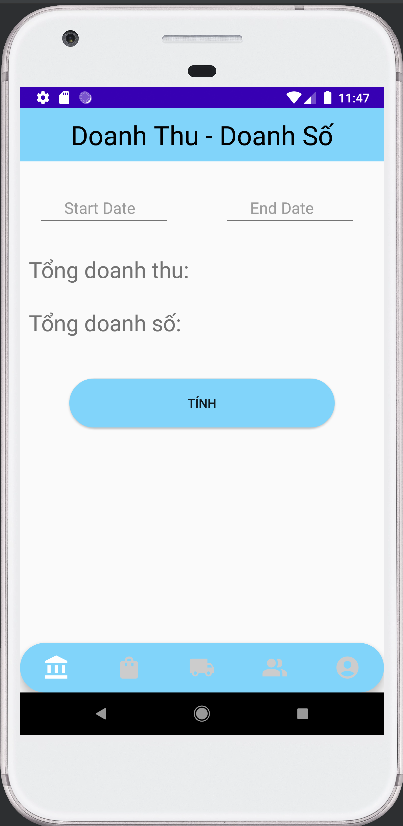 11:47
Doanh Thu - Doanh Số
Start Date End Date
Tổng doanh thu:
Tổng doanh số:
TÍNH